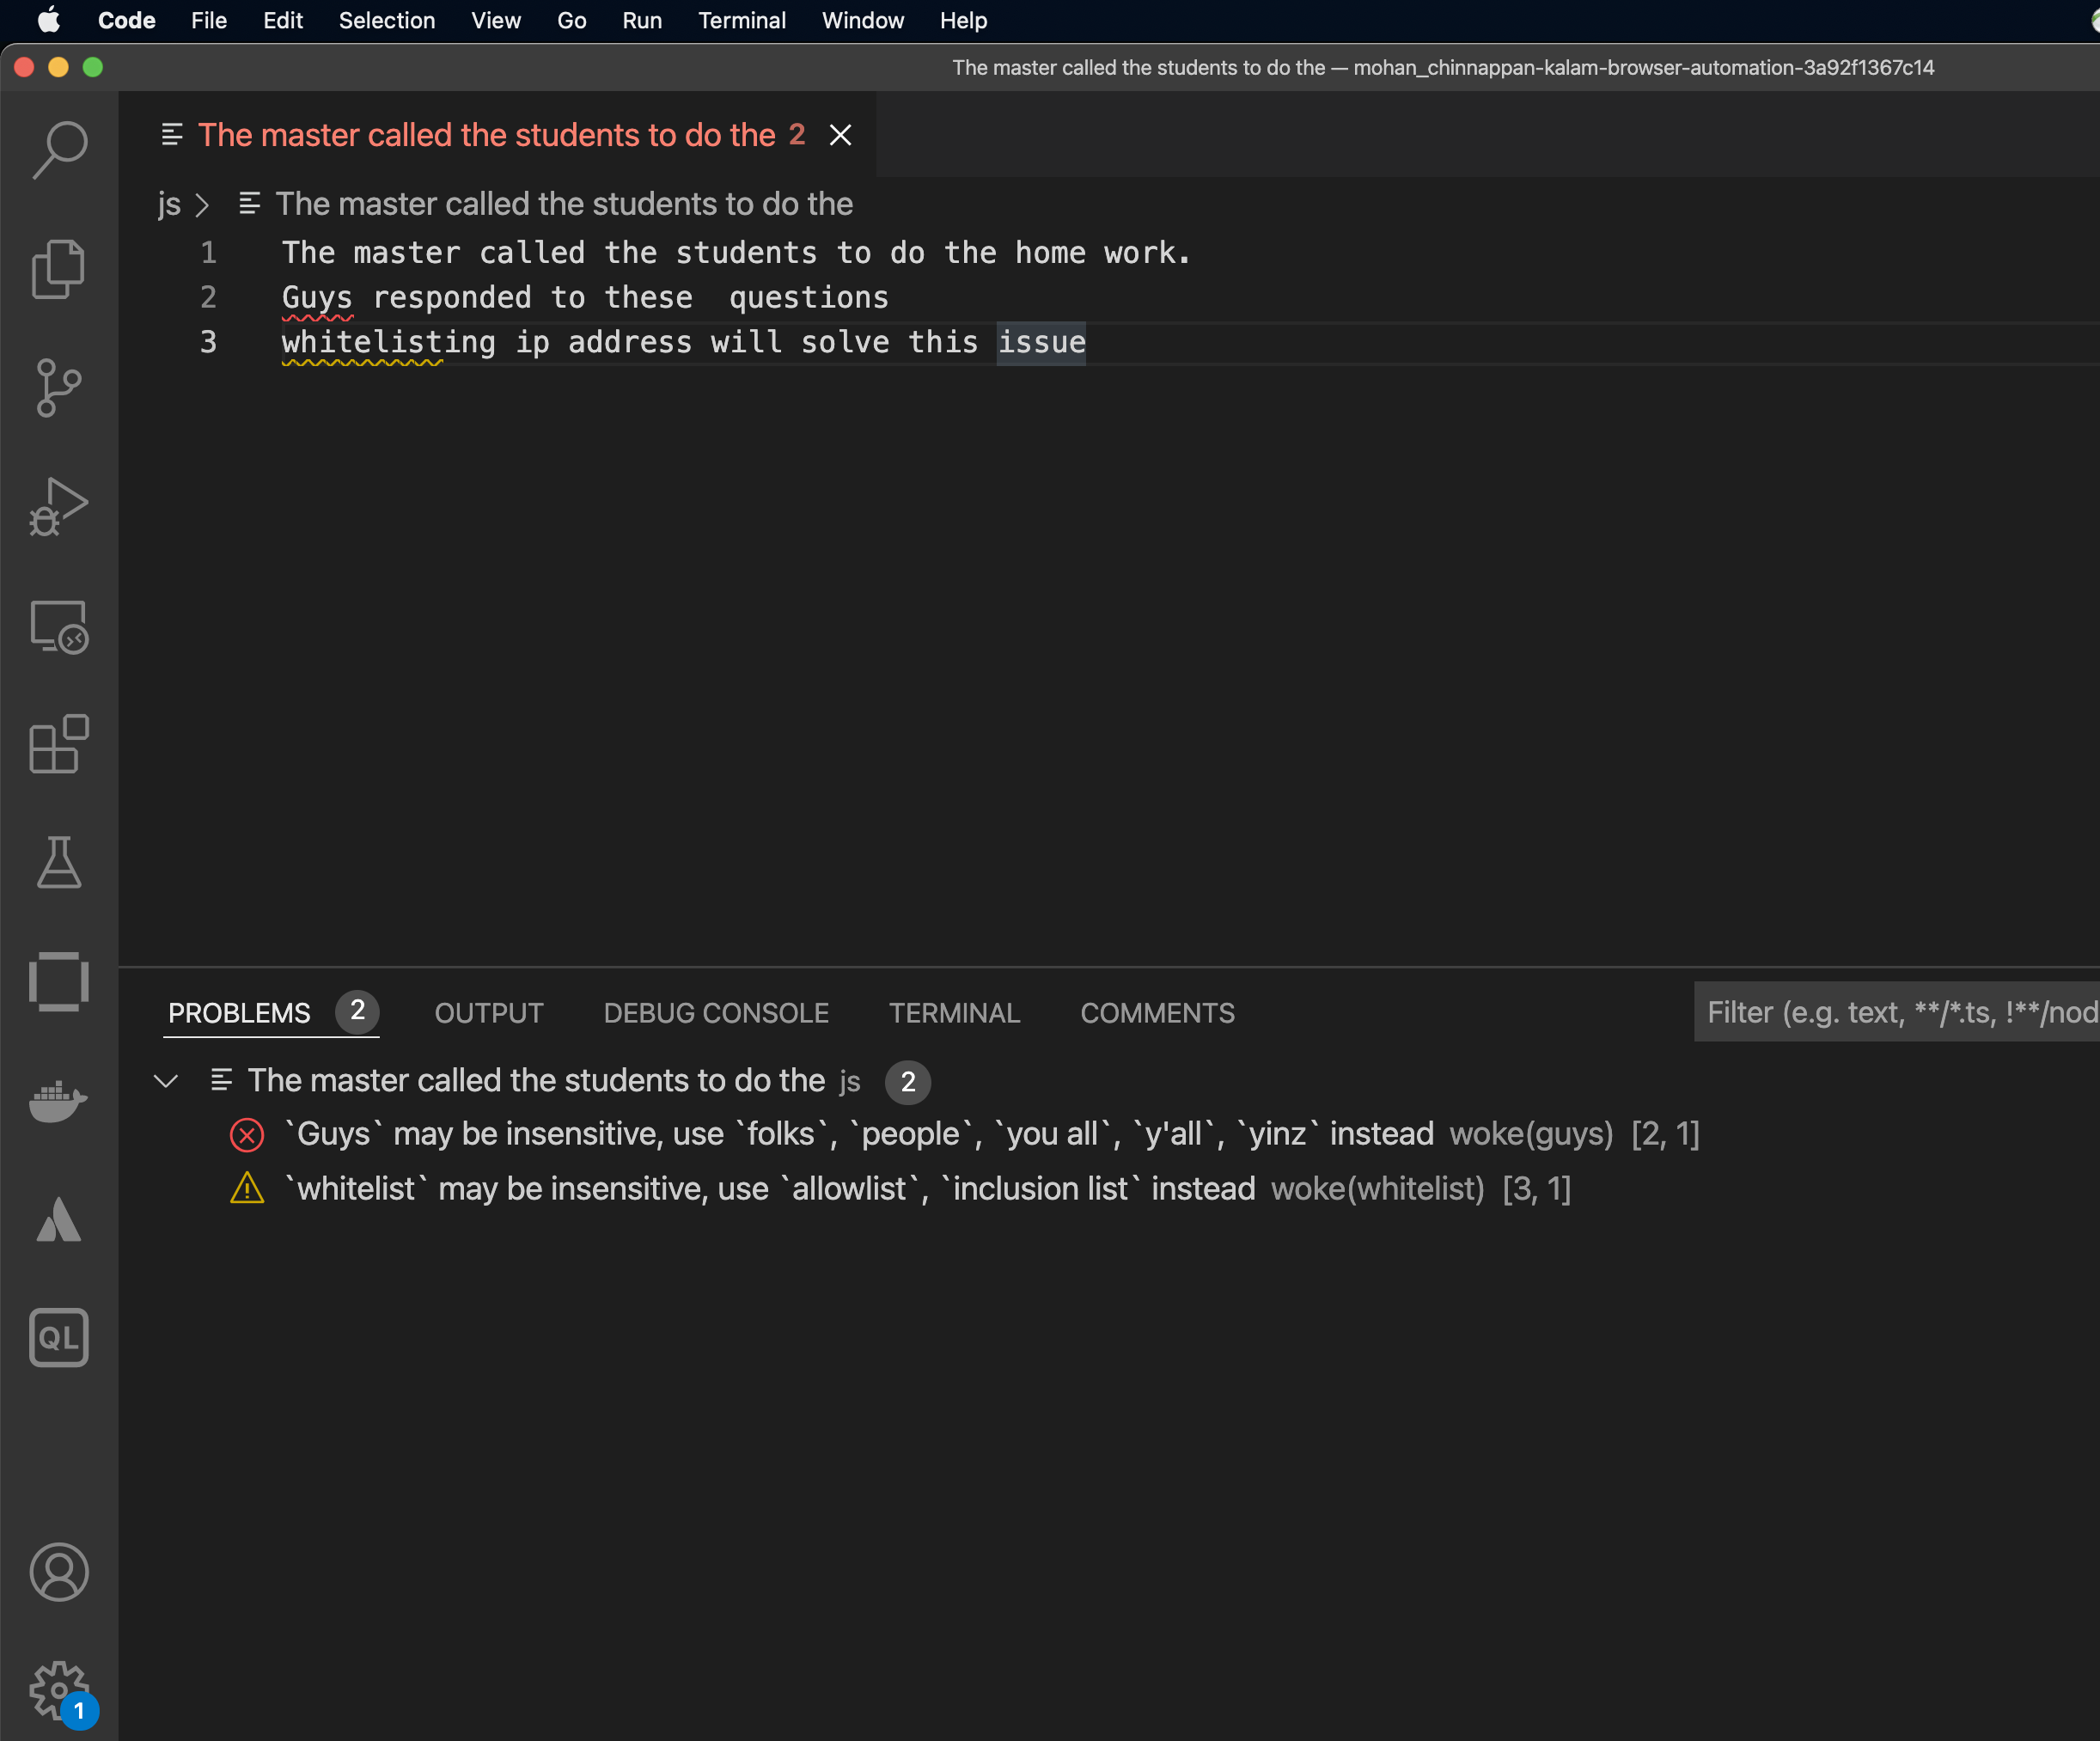 Code File Edit Selection View Go Run Terminal Window Help
The master called the students to do the — mohan_chinnappan-kalam-browser-automation-3a92f1367c14
The master called the students to do the 2
js > The master called the students to do the
1 The master called the students to do the home work.
2 Guys responded to these  questions
3 whitelisting ip address will solve this issue
PROBLEMS 2 OUTPUT DEBUG CONSOLE TERMINAL COMMENTS Filter (e.g. text, **/*.ts, !**/nod
The master called the students to do the js 2
`Guys` may be insensitive, use `folks`, `people`, `you all`, `y'all`, `yinz` instead woke(guys) [2, 1]
`whitelist` may be insensitive, use `allowlist`, `inclusion list` instead woke(whitelist) [3, 1]
QL
1